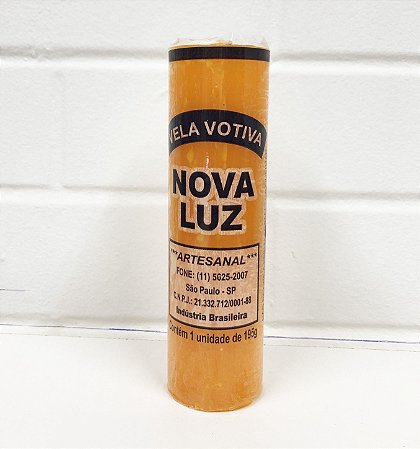 VELA VOTIVA
NOVA
LUZ
***ARTESANAL***
FONE: (11) 5625-2007
São Paulo - SP
C.N.P.J.: 21.332.712/0001-88
Indústria Brasileira
Contém 1 unidade de 195g